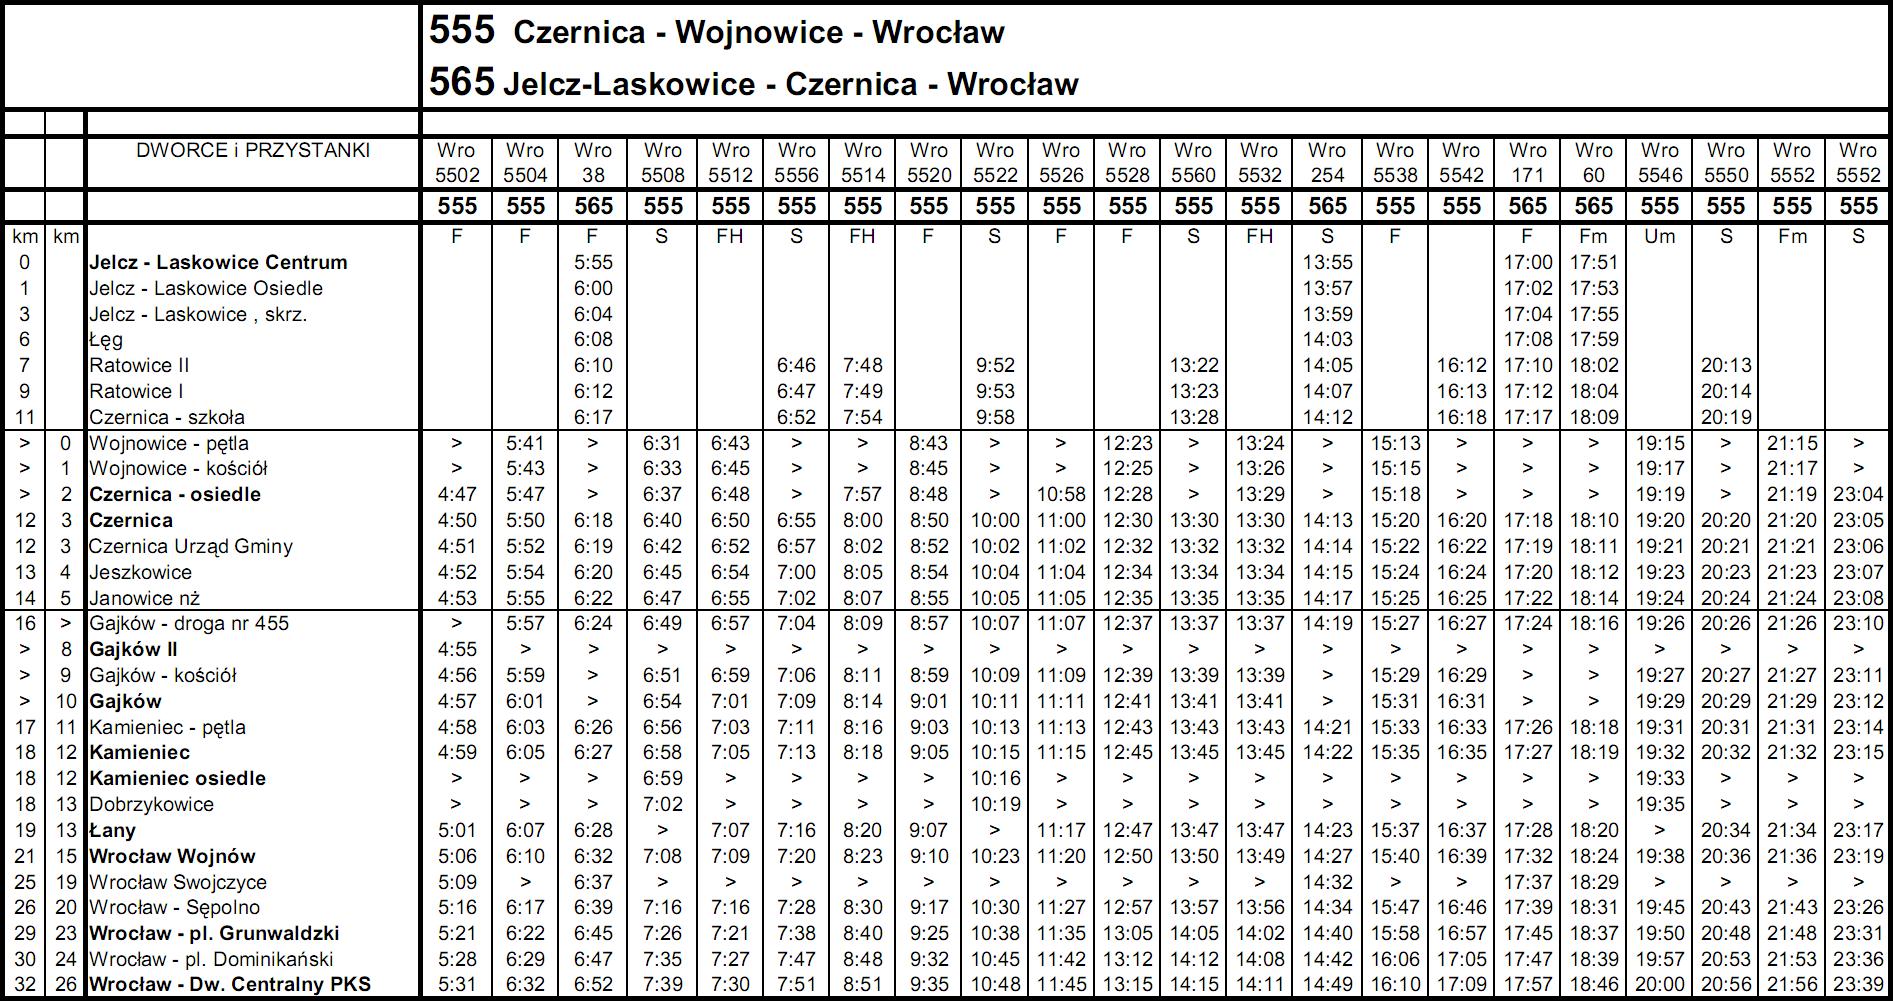 555 Czernica - Wojnowice - Wrocław
565 Jelcz-Laskowice - Czernica - Wrocław
DWORCE i PRZYSTANKI Wro Wro Wro Wro Wro Wro Wro Wro Wro Wro Wro Wro Wro Wro Wro Wro Wro Wro Wro Wro Wro Wro
5502 5504 38 5508 5512 5556 5514 5520 5522 5526 5528 5560 5532 254 5538 5542 171 60 5546 5550 5552 5552
555 555 565 555 555 555 555 555 555 555 555 555 555 565 555 555 565 565 555 555 555 555
km km F F F S FH S FH F S F F S FH S F F Fm Um S Fm S
0 Jelcz - Laskowice Centrum 5:55 13:55 17:00 17:51
1 Jelcz - Laskowice Osiedle 6:00 13:57 17:02 17:53
3 Jelcz - Laskowice , skrz. 6:04 13:59 17:04 17:55
6 Łęg 6:08 14:03 17:08 17:59
7 Ratowice II 6:10 6:46 7:48 9:52 13:22 14:05 16:12 17:10 18:02 20:13
9 Ratowice I 6:12 6:47 7:49 9:53 13:23 14:07 16:13 17:12 18:04 20:14
11 Czernica - szkoła 6:17 6:52 7:54 9:58 13:28 14:12 16:18 17:17 18:09 20:19
> 0 Wojnowice - pętla > 5:41 > 6:31 6:43 > > 8:43 > > 12:23 > 13:24 > 15:13 > > > 19:15 > 21:15 >
> 1 Wojnowice - kościół > 5:43 > 6:33 6:45 > > 8:45 > > 12:25 > 13:26 > 15:15 > > > 19:17 > 21:17 >
> 2 Czernica - osiedle 4:47 5:47 > 6:37 6:48 > 7:57 8:48 > 10:58 12:28 > 13:29 > 15:18 > > > 19:19 > 21:19 23:04
12 3 Czernica 4:50 5:50 6:18 6:40 6:50 6:55 8:00 8:50 10:00 11:00 12:30 13:30 13:30 14:13 15:20 16:20 17:18 18:10 19:20 20:20 21:20 23:05
12 3 Czernica Urząd Gminy 4:51 5:52 6:19 6:42 6:52 6:57 8:02 8:52 10:02 11:02 12:32 13:32 13:32 14:14 15:22 16:22 17:19 18:11 19:21 20:21 21:21 23:06
13 4 Jeszkowice 4:52 5:54 6:20 6:45 6:54 7:00 8:05 8:54 10:04 11:04 12:34 13:34 13:34 14:15 15:24 16:24 17:20 18:12 19:23 20:23 21:23 23:07
14 5 Janowice nż 4:53 5:55 6:22 6:47 6:55 7:02 8:07 8:55 10:05 11:05 12:35 13:35 13:35 14:17 15:25 16:25 17:22 18:14 19:24 20:24 21:24 23:08
16 > Gajków - droga nr 455 > 5:57 6:24 6:49 6:57 7:04 8:09 8:57 10:07 11:07 12:37 13:37 13:37 14:19 15:27 16:27 17:24 18:16 19:26 20:26 21:26 23:10
> 8 Gajków II 4:55 > > > > > > > > > > > > > > > > > > > > >
> 9 Gajków - kościół 4:56 5:59 > 6:51 6:59 7:06 8:11 8:59 10:09 11:09 12:39 13:39 13:39 > 15:29 16:29 > > 19:27 20:27 21:27 23:11
> 10 Gajków 4:57 6:01 > 6:54 7:01 7:09 8:14 9:01 10:11 11:11 12:41 13:41 13:41 > 15:31 16:31 > > 19:29 20:29 21:29 23:12
17 11 Kamieniec - pętla 4:58 6:03 6:26 6:56 7:03 7:11 8:16 9:03 10:13 11:13 12:43 13:43 13:43 14:21 15:33 16:33 17:26 18:18 19:31 20:31 21:31 23:14
18 12 Kamieniec 4:59 6:05 6:27 6:58 7:05 7:13 8:18 9:05 10:15 11:15 12:45 13:45 13:45 14:22 15:35 16:35 17:27 18:19 19:32 20:32 21:32 23:15
18 12 Kamieniec osiedle > > > 6:59 > > > > 10:16 > > > > > > > > > 19:33 > > >
18 13 Dobrzykowice > > > 7:02 > > > > 10:19 > > > > > > > > > 19:35 > > >
19 13 Łany 5:01 6:07 6:28 > 7:07 7:16 8:20 9:07 > 11:17 12:47 13:47 13:47 14:23 15:37 16:37 17:28 18:20 > 20:34 21:34 23:17
21 15 Wrocław Wojnów 5:06 6:10 6:32 7:08 7:09 7:20 8:23 9:10 10:23 11:20 12:50 13:50 13:49 14:27 15:40 16:39 17:32 18:24 19:38 20:36 21:36 23:19
25 19 Wrocław Swojczyce 5:09 > 6:37 > > > > > > > > > > 14:32 > > 17:37 18:29 > > > >
26 20 Wrocław - Sępolno 5:16 6:17 6:39 7:16 7:16 7:28 8:30 9:17 10:30 11:27 12:57 13:57 13:56 14:34 15:47 16:46 17:39 18:31 19:45 20:43 21:43 23:26
29 23 Wrocław - pl. Grunwaldzki 5:21 6:22 6:45 7:26 7:21 7:38 8:40 9:25 10:38 11:35 13:05 14:05 14:02 14:40 15:58 16:57 17:45 18:37 19:50 20:48 21:48 23:31
30 24 Wrocław - pl. Dominikański 5:28 6:29 6:47 7:35 7:27 7:47 8:48 9:32 10:45 11:42 13:12 14:12 14:08 14:42 16:06 17:05 17:47 18:39 19:57 20:53 21:53 23:36
32 26 Wrocław - Dw. Centralny PKS 5:31 6:32 6:52 7:39 7:30 7:51 8:51 9:35 10:48 11:45 13:15 14:15 14:11 14:49 16:10 17:09 17:57 18:46 20:00 20:56 21:56 23:39